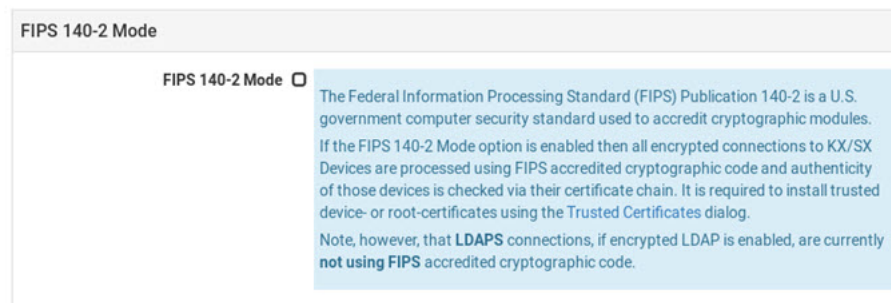 FIPS 140-2 Mode
FIPS 140-2 Mode
The Federal Information Processing Standard (FIPS) Publication 140-2 is a U.S.
government computer security standard used to accredit cryptographic modules.
If the FIPS 140-2 Mode option is enabled then all encrypted connections to KX/SX
Devices are processed using FIPS accredited cryptographic code and authenticity
of those devices is checked via their certificate chain. It is required to install trusted
device- or root-certificates using the Trusted Certificates dialog.
Note, however, that LDAPS connections, if encrypted LDAP is enabled, are currently
not using FIPS accredited cryptographic code.